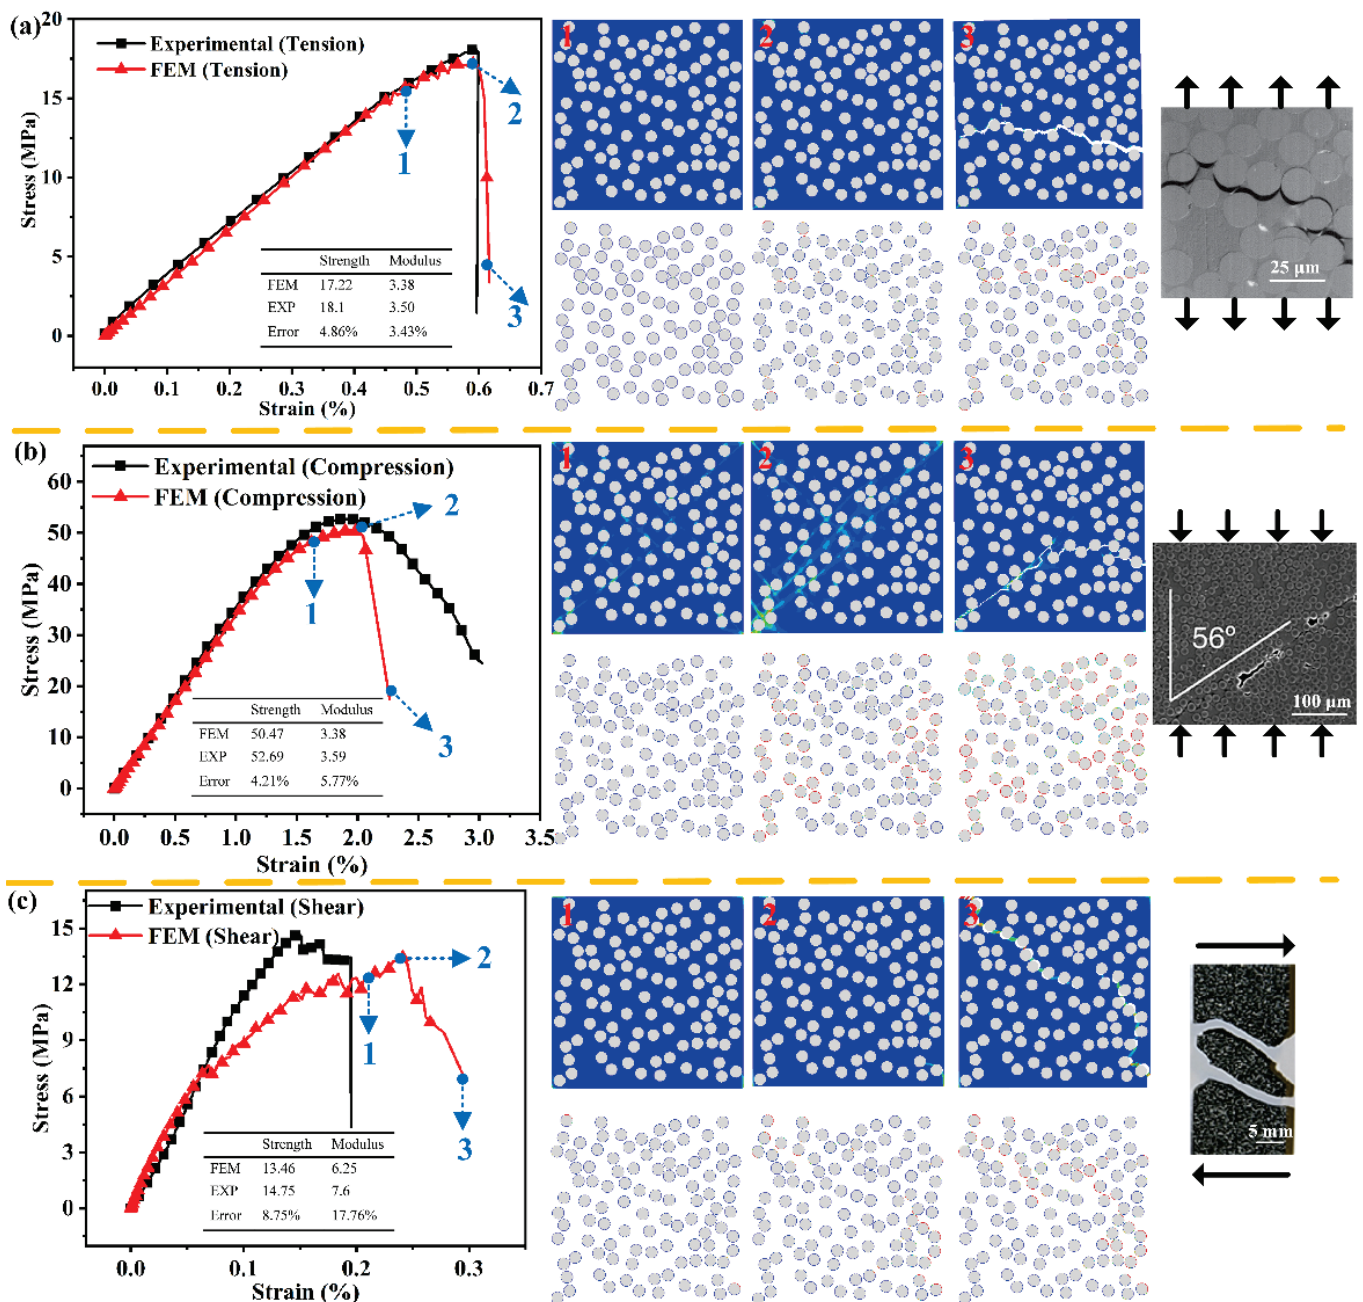 (a)
20
15
10
5
0
Stress (MPa)
Experimental (Tension)
FEM (Tension)
1
2
3
Strength Modulus
FEM 17.22 3.38
EXP 18.1 3.50
Error 4.86% 3.43%
0.0 0.1 0.2 0.3 0.4 0.5 0.6 0.7
Strain (%)
1 2 3
25 μm
(b)
60
50
40
30
20
10
0
Stress (MPa)
Experimental (Compression)
FEM (Compression)
2
1
3
Strength Modulus
FEM 50.47 3.38
EXP 52.69 3.59
Error 4.21% 5.77%
0.0 0.5 1.0 1.5 2.0 2.5 3.0 3.5
Strain (%)
1 2 3
56°
100 μm
(c)
15
12
9
6
3
0
Stress (MPa)
Experimental (Shear)
FEM (Shear)
2
1
3
Strength Modulus
FEM 13.46 6.25
EXP 14.75 7.6
Error 8.75% 17.76%
0.0 0.1 0.2 0.3
Strain (%)
1 2 3
5 mm